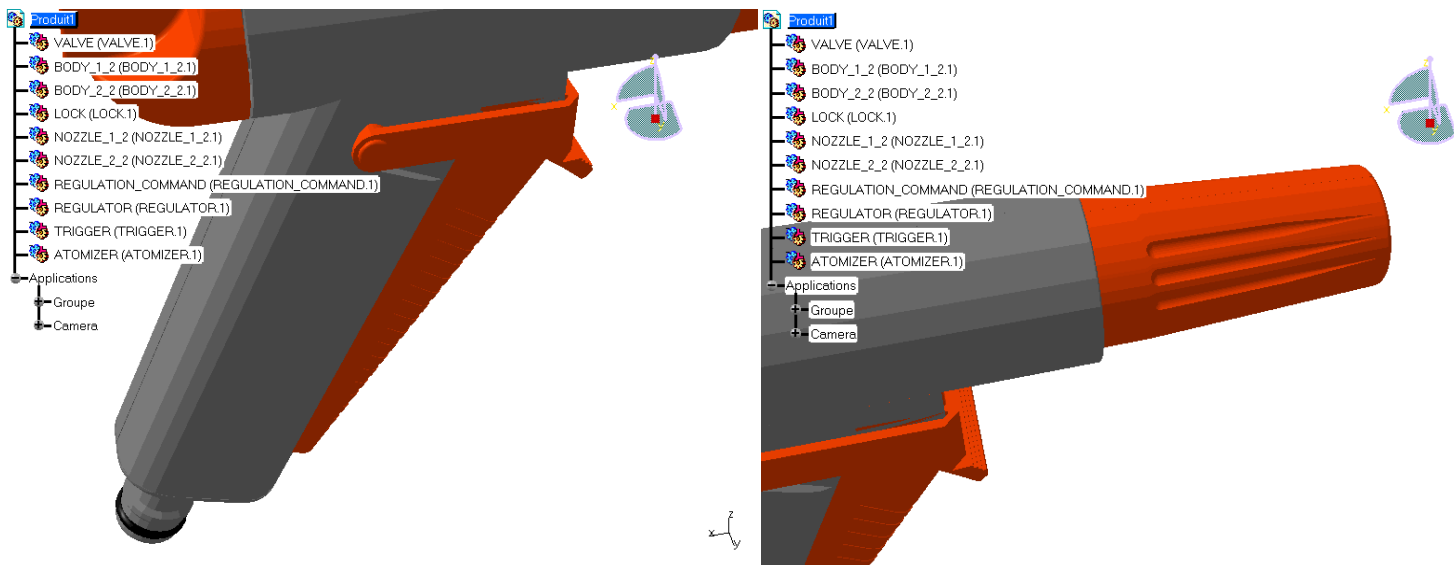 Produit1
VALVE (VALVE.1)
BODY_1_2 (BODY_1_2.1)
BODY_2_2 (BODY_2_2.1)
LOCK (LOCK.1)
NOZZLE_1_2 (NOZZLE_1_2.1)
NOZZLE_2_2 (NOZZLE_2_2.1)
REGULATION_COMMAND (REGULATION_COMMAND.1)
REGULATOR (REGULATOR.1)
TRIGGER (TRIGGER.1)
ATOMIZER (ATOMIZER.1)
Applications
Groupe
Camera
x
z
x
y
Produit1
VALVE (VALVE.1)
BODY_1_2 (BODY_1_2.1)
BODY_2_2 (BODY_2_2.1)
LOCK (LOCK.1)
NOZZLE_1_2 (NOZZLE_1_2.1)
NOZZLE_2_2 (NOZZLE_2_2.1)
REGULATION_COMMAND (REGULATION_COMMAND.1)
REGULATOR (REGULATOR.1)
TRIGGER (TRIGGER.1)
ATOMIZER (ATOMIZER.1)
Applications
Groupe
Camera
x